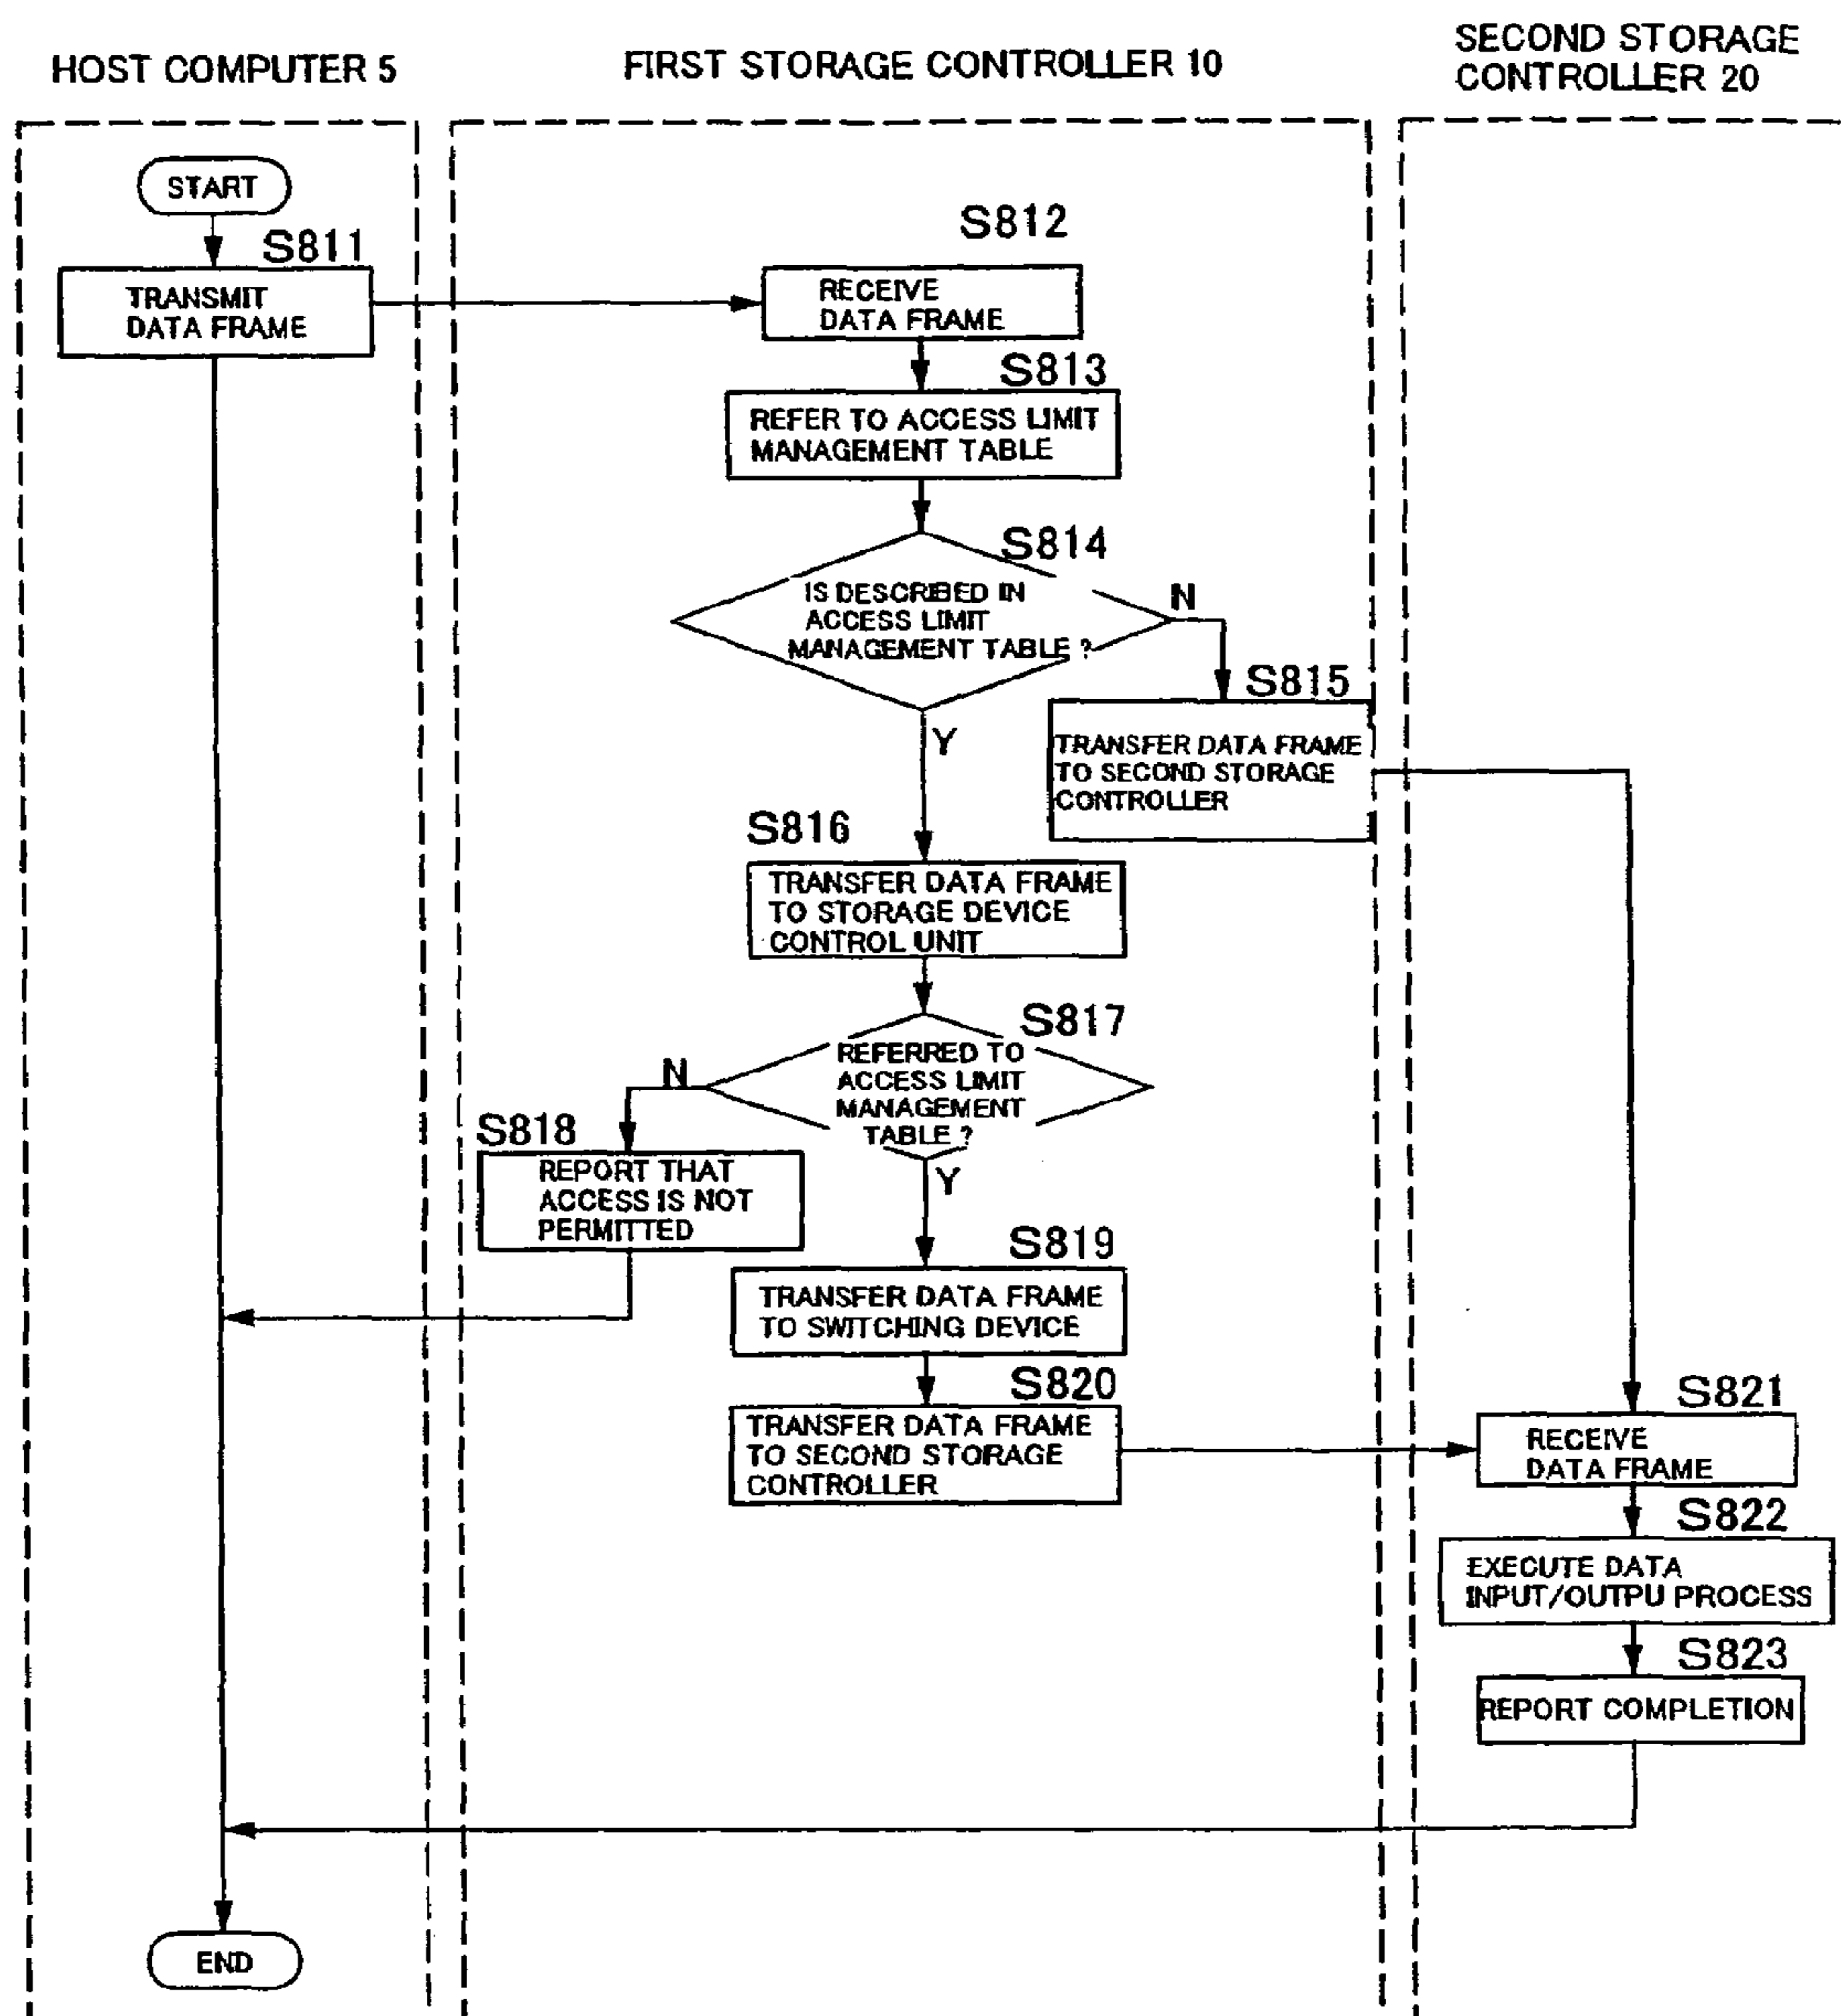 HOST COMPUTER 5
FIRST STORAGE CONTROLLER 10
SECOND STORAGE
CONTROLLER 20
START
S811
TRANSMIT
DATA FRAME
S812
RECEIVE
DATA FRAME
S813
REFER TO ACCESS LIMIT
MANAGEMENT TABLE
S814
IS DESCRIBED IN
ACCESS LIMIT
MANAGEMENT TABLE ?
N
Y
S815
TRANSFER DATA FRAME
TO SECOND STORAGE
CONTROLLER
S816
TRANSFER DATA FRAME
TO STORAGE DEVICE
CONTROL UNIT
S817
REFERRED TO
ACCESS LIMIT
MANAGEMENT
TABLE ?
N
Y
S818
REPORT THAT
ACCESS IS NOT
PERMITTED
S819
TRANSFER DATA FRAME
TO SWITCHING DEVICE
S820
TRANSFER DATA FRAME
TO SECOND STORAGE
CONTROLLER
S821
RECEIVE
DATA FRAME
S822
EXECUTE DATA
INPUT/OUTPU PROCESS
S823
REPORT COMPLETION
END